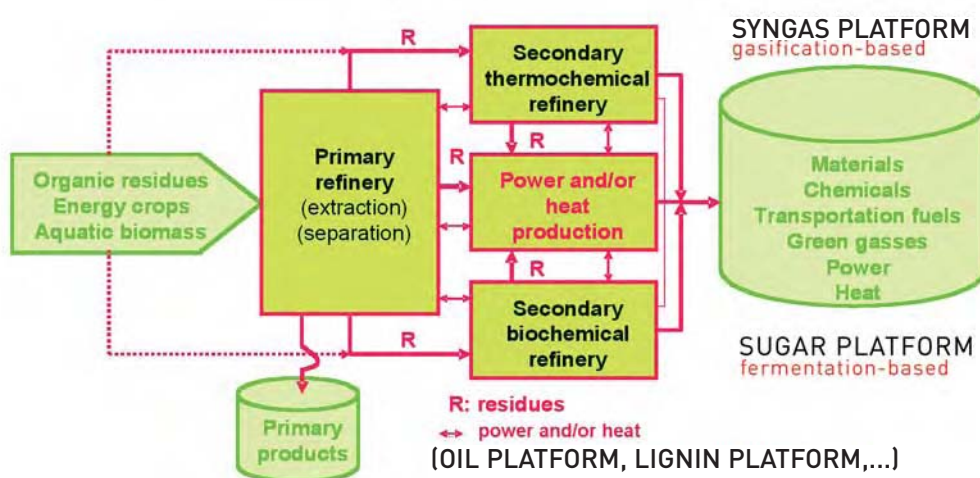 SYNGAS PLATFORM
gasification-based
R
Secondary
thermochemical
refinery
Organic residues
Energy crops
Aquatic biomass
Primary
refinery
(extraction)
(separation)
R
R
Power and/or
heat
production
R
Materials
Chemicals
Transportation fuels
Green gasses
Power
Heat
R
Secondary
biochemical
refinery
SUGAR PLATFORM
fermentation-based
Primary
products
R: residues
power and/or heat
(OIL PLATFORM, LIGNIN PLATFORM,...)